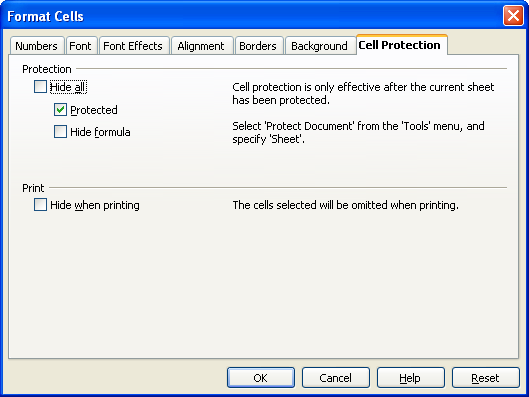 Format Cells
Numbers Font Font Effects Alignment Borders Background Cell Protection
Protection
Hide all
Cell protection is only effective after the current sheet
has been protected.
Protected
Hide formula
Select 'Protect Document' from the 'Tools' menu, and
specify 'Sheet'.
Print
Hide when printing
The cells selected will be omitted when printing.
OK Cancel Help Reset